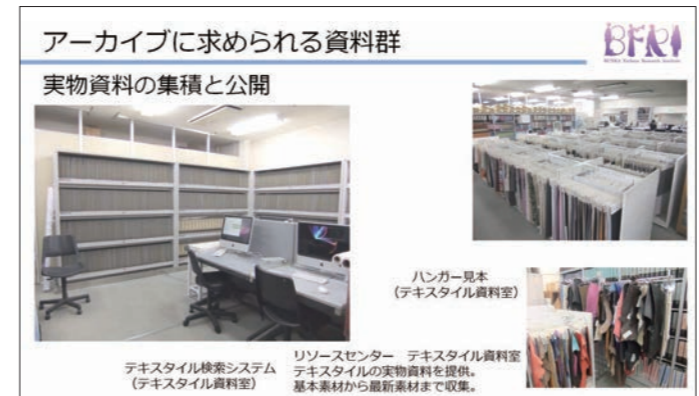 アーカイブに求められる資料群
BFRI
実物資料の集積と公開
ハンガー見本
(テキスタイル資料室)
テキスタイル検索システム
(テキスタイル資料室)
リソースセンター テキスタイル資料室
テキスタイルの実物資料を提供。
基本素材から最新素材まで収集。